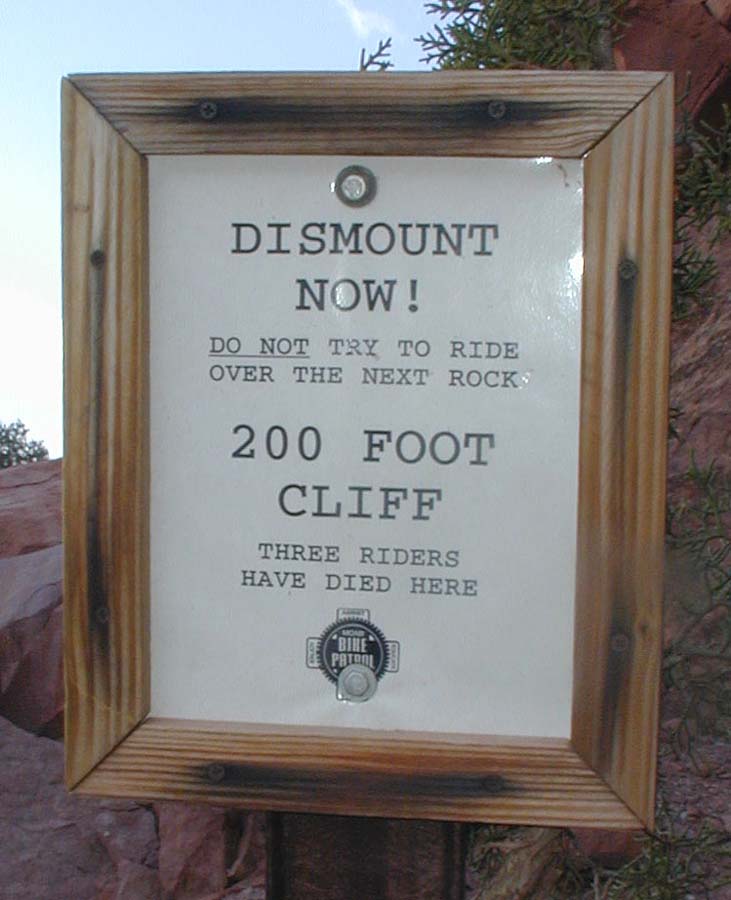 DISMOUNT
NOW!
DO NOT TRY TO RIDE
OVER THE NEXT ROCK
200 FOOT
CLIFF
THREE RIDERS
HAVE DIED HERE
MOAB
BIKE
PATROL